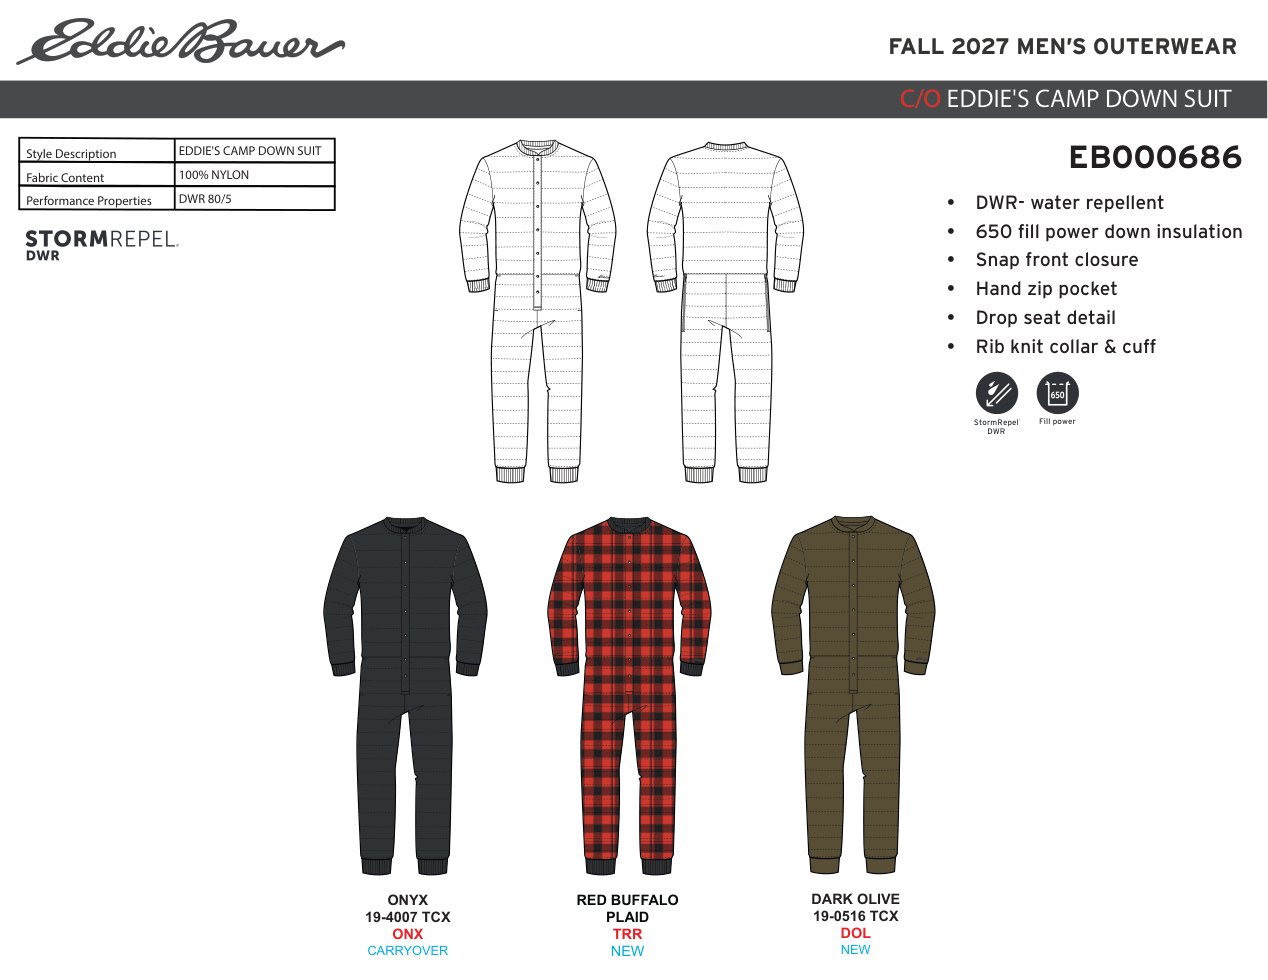 Eddie Bauer
FALL 2027 MEN'S OUTERWEAR
C/O EDDIE'S CAMP DOWN SUIT
Style Description EDDIE'S CAMP DOWN SUIT
Fabric Content 100% NYLON
Performance Properties DWR 80/5
STORMREPEL
DWR
EB000686
• DWR- water repellent
• 650 fill power down insulation
• Snap front closure
• Hand zip pocket
• Drop seat detail
• Rib knit collar & cuff
650
StormRepel
DWR
Fill power
ONYX
19-4007 TCX
ONX
CARRYOVER
RED BUFFALO
PLAID
TRR
NEW
DARK OLIVE
19-0516 TCX
DOL
NEW